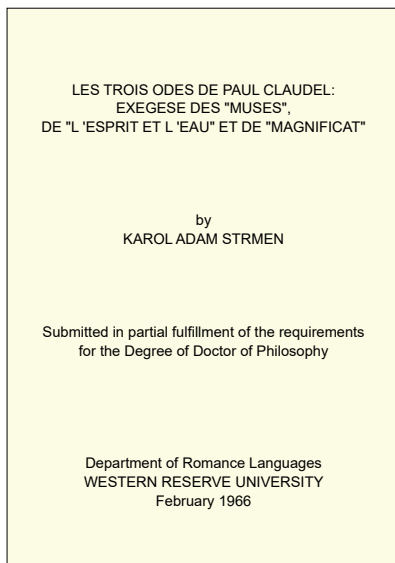 LES TROIS ODES DE PAUL CLAUDEL:
EXEGESE DES "MUSES",
DE "L 'ESPRIT ET L 'EAU" ET DE "MAGNIFICAT"
by
KAROL ADAM STRMEN
Submitted in partial fulfillment of the requirements
for the Degree of Doctor of Philosophy
Department of Romance Languages
WESTERN RESERVE UNIVERSITY
February 1966